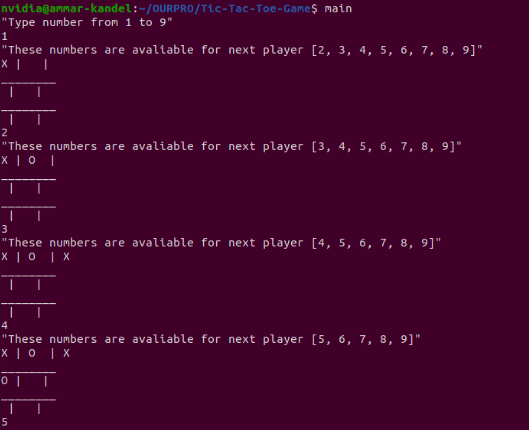 nvidia@ammar-kandel:~/OURPRO/Tic-Tac-Toe-Game$ main
"Type number from 1 to 9"
1
"These numbers are avaliable for next player [2, 3, 4, 5, 6, 7, 8, 9]"
X |   |
________
  |   |
________
  |   |
2
"These numbers are avaliable for next player [3, 4, 5, 6, 7, 8, 9]"
X | O  |
________
  |   |
________
  |   |
3
"These numbers are avaliable for next player [4, 5, 6, 7, 8, 9]"
X | O  | X
________
  |   |
________
  |   |
4
"These numbers are avaliable for next player [5, 6, 7, 8, 9]"
X | O  | X
________
O |   |
________
  |   |
5